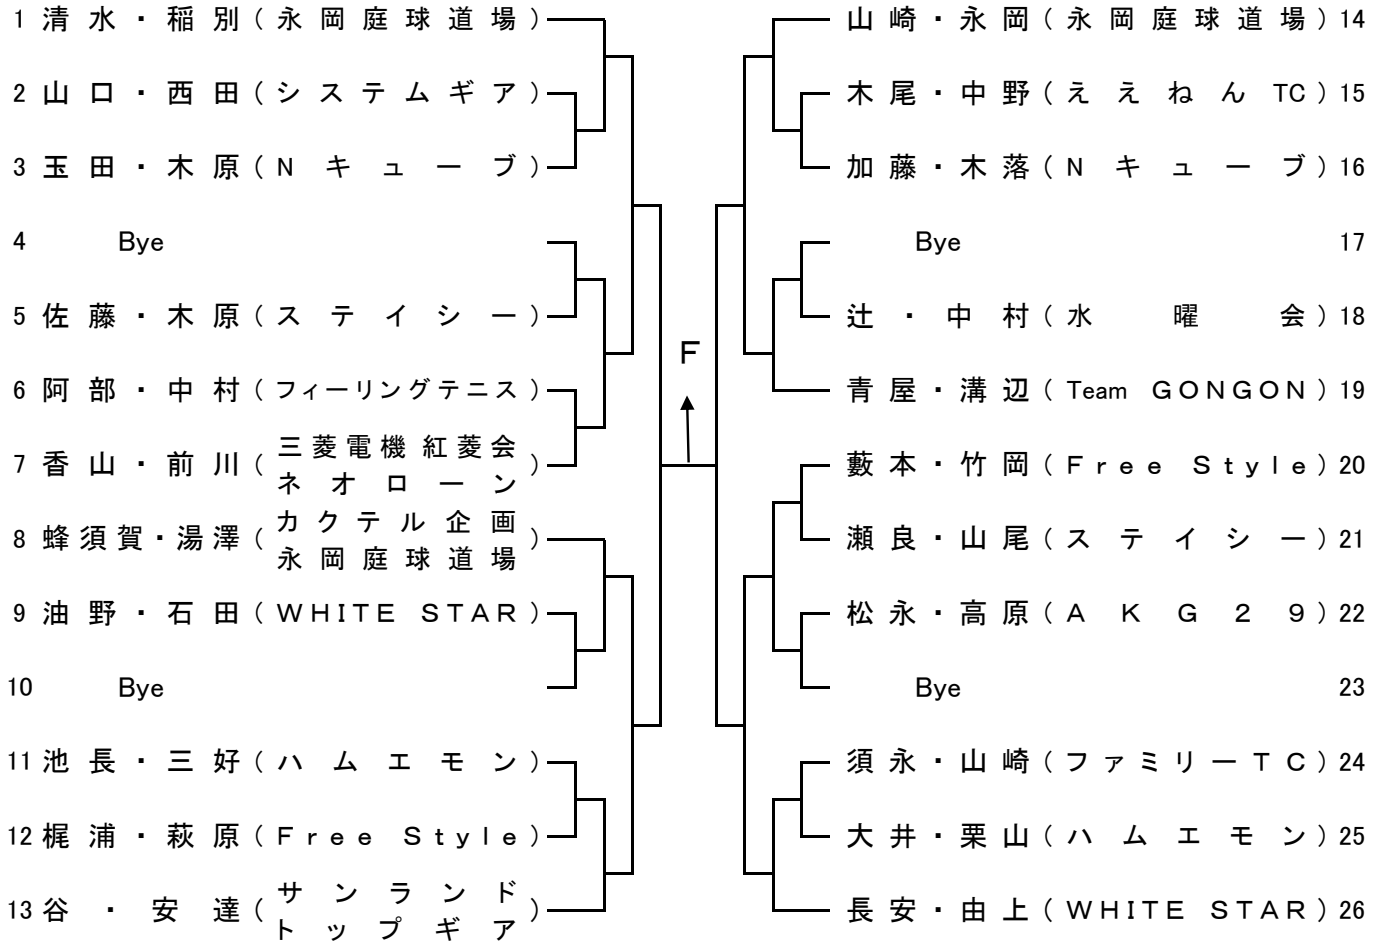 1 清水・稲別(永岡庭球道場)
2 山口・西田(システムギア)
3 玉田・木原(Nキューブ)
4 Bye
5 佐藤・木原(ステイシー)
6 阿部・中村(フィーリングテニス)
7 香山・前川(三菱電機 紅菱会
ネオローン)
8 蜂須賀・湯澤(カクテル企画
永岡庭球道場)
9 油野・石田(WHITE STAR)
10 Bye
11 池長・三好(ハムエモン)
12 梶浦・萩原(Free Style)
13 谷・安達(サンランド
トップギア)
F
山崎・永岡(永岡庭球道場)14
木尾・中野(ええねんTC)15
加藤・木落(Nキューブ)16
Bye 17
辻・中村(水曜会)18
青屋・溝辺(Team GONGON)19
藪本・竹岡(Free Style)20
瀬良・山尾(ステイシー)21
松永・高原(AKG29)22
Bye 23
須永・山崎(ファミリーTC)24
大井・栗山(ハムエモン)25
長安・由上(WHITE STAR)26